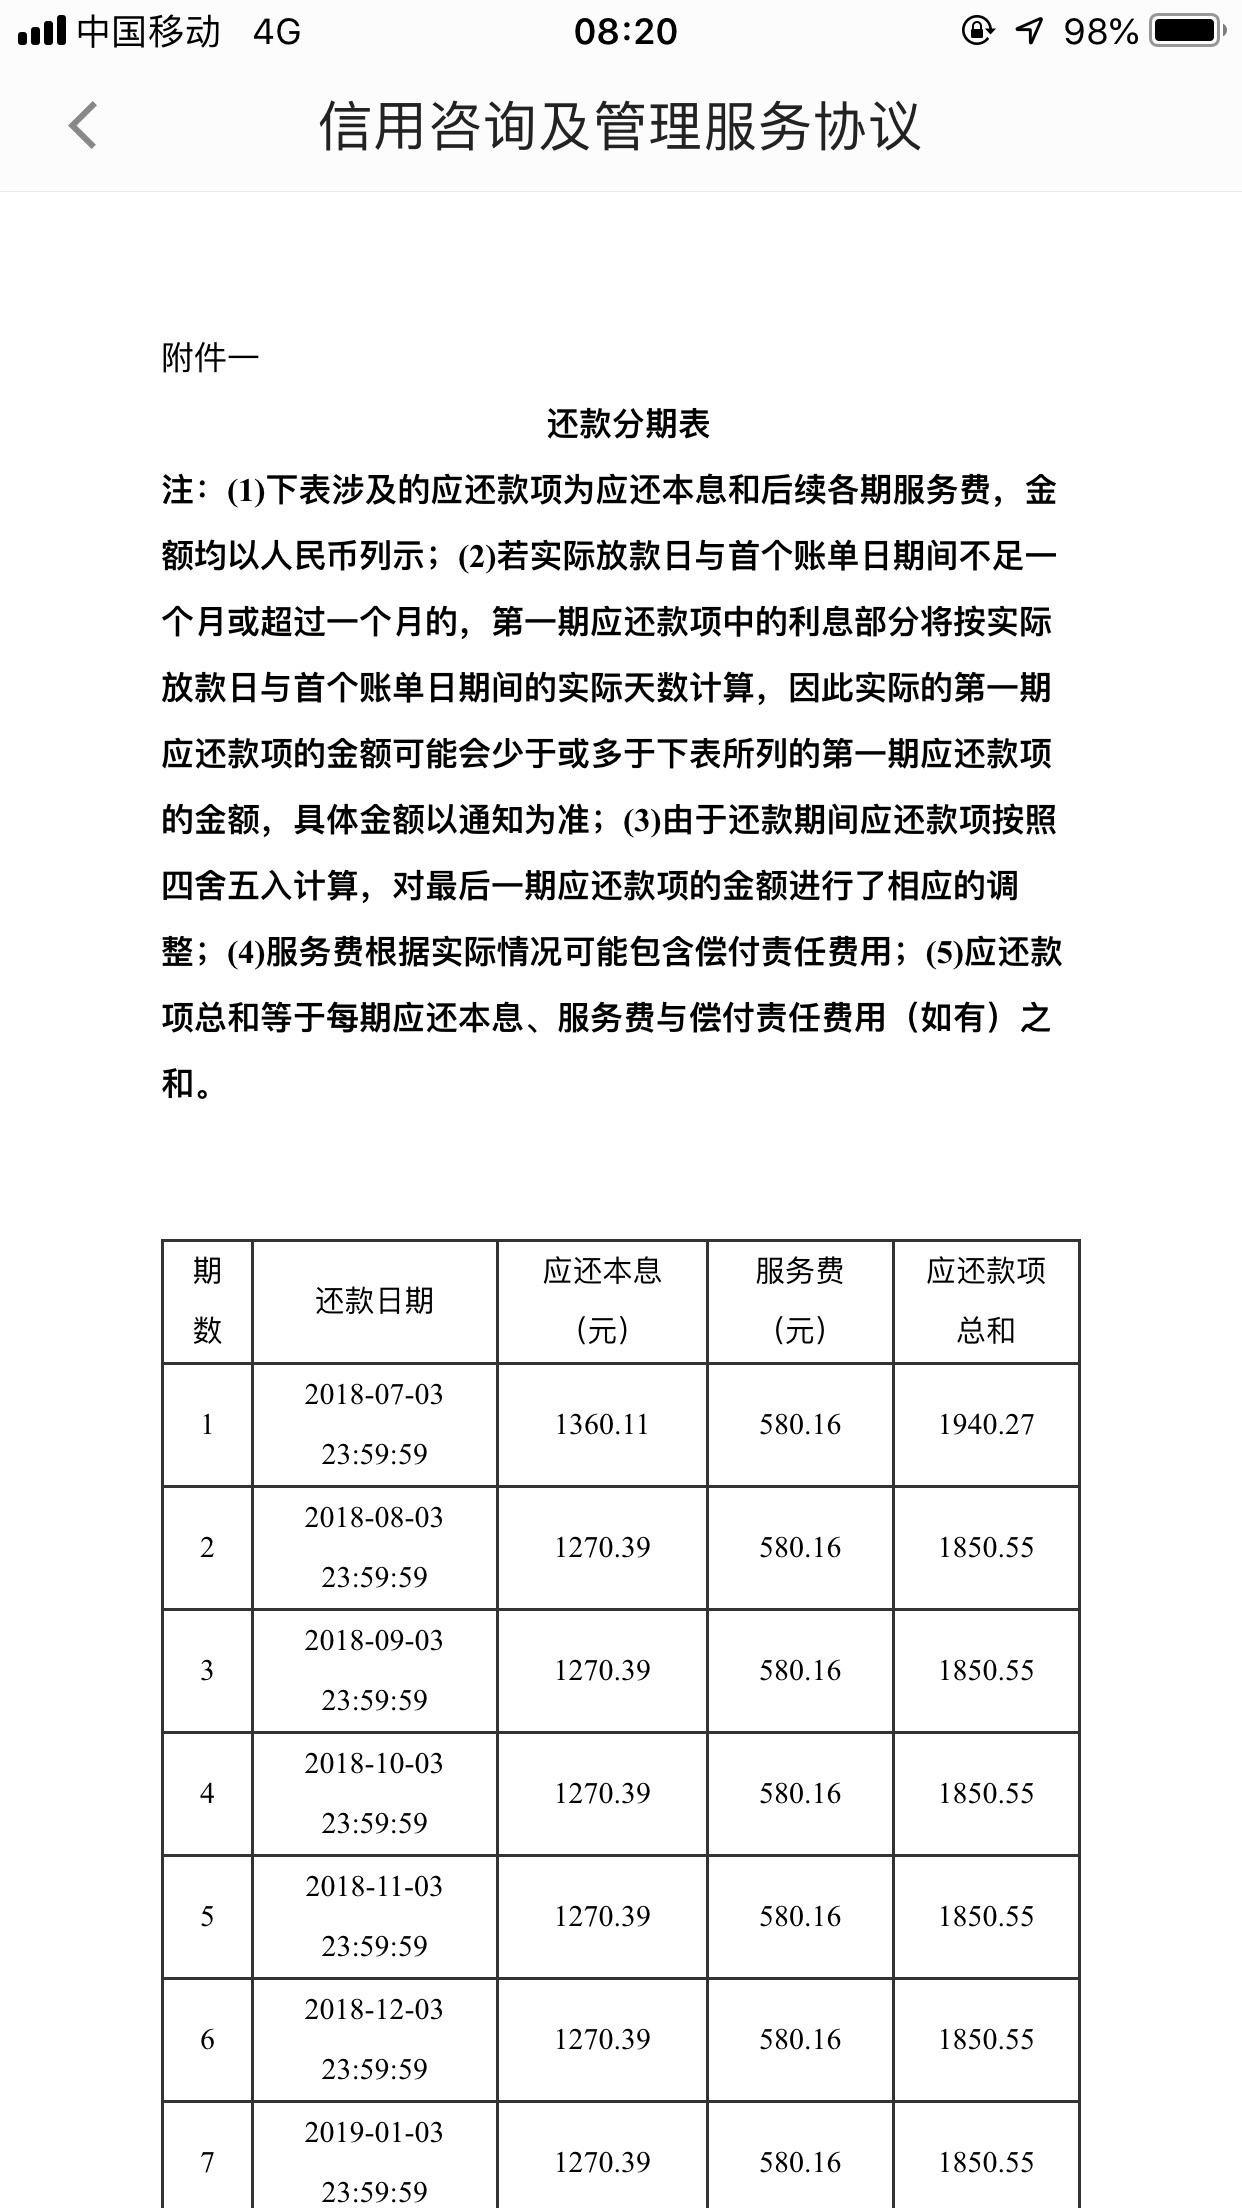 中国移动 4G 08:20 98%
信用咨询及管理服务协议
附件一
还款分期表
注：(1)下表涉及的应还款项为应还本息和后续各期服务费，金
额均以人民币列示；(2)若实际放款日与首个账单日期间不足一
个月或超过一个月的，第一期应还款项中的利息部分将按实际
放款日与首个账单日期间的实际天数计算，因此实际的第一期
应还款项的金额可能会少于或多于下表所列的第一期应还款项
的金额，具体金额以通知为准；(3)由于还款期间应还款项按照
四舍五入计算，对最后一期应还款项的金额进行了相应的调
整；(4)服务费根据实际情况可能包含偿付责任费用；(5)应还款
项总和等于每期应还本息、服务费与偿付责任费用（如有）之
和。
期数 还款日期 应还本息（元） 服务费（元） 应还款项总和
1 2018-07-03 23:59:59 1360.11 580.16 1940.27
2 2018-08-03 23:59:59 1270.39 580.16 1850.55
3 2018-09-03 23:59:59 1270.39 580.16 1850.55
4 2018-10-03 23:59:59 1270.39 580.16 1850.55
5 2018-11-03 23:59:59 1270.39 580.16 1850.55
6 2018-12-03 23:59:59 1270.39 580.16 1850.55
7 2019-01-03 23:59:59 1270.39 580.16 1850.55